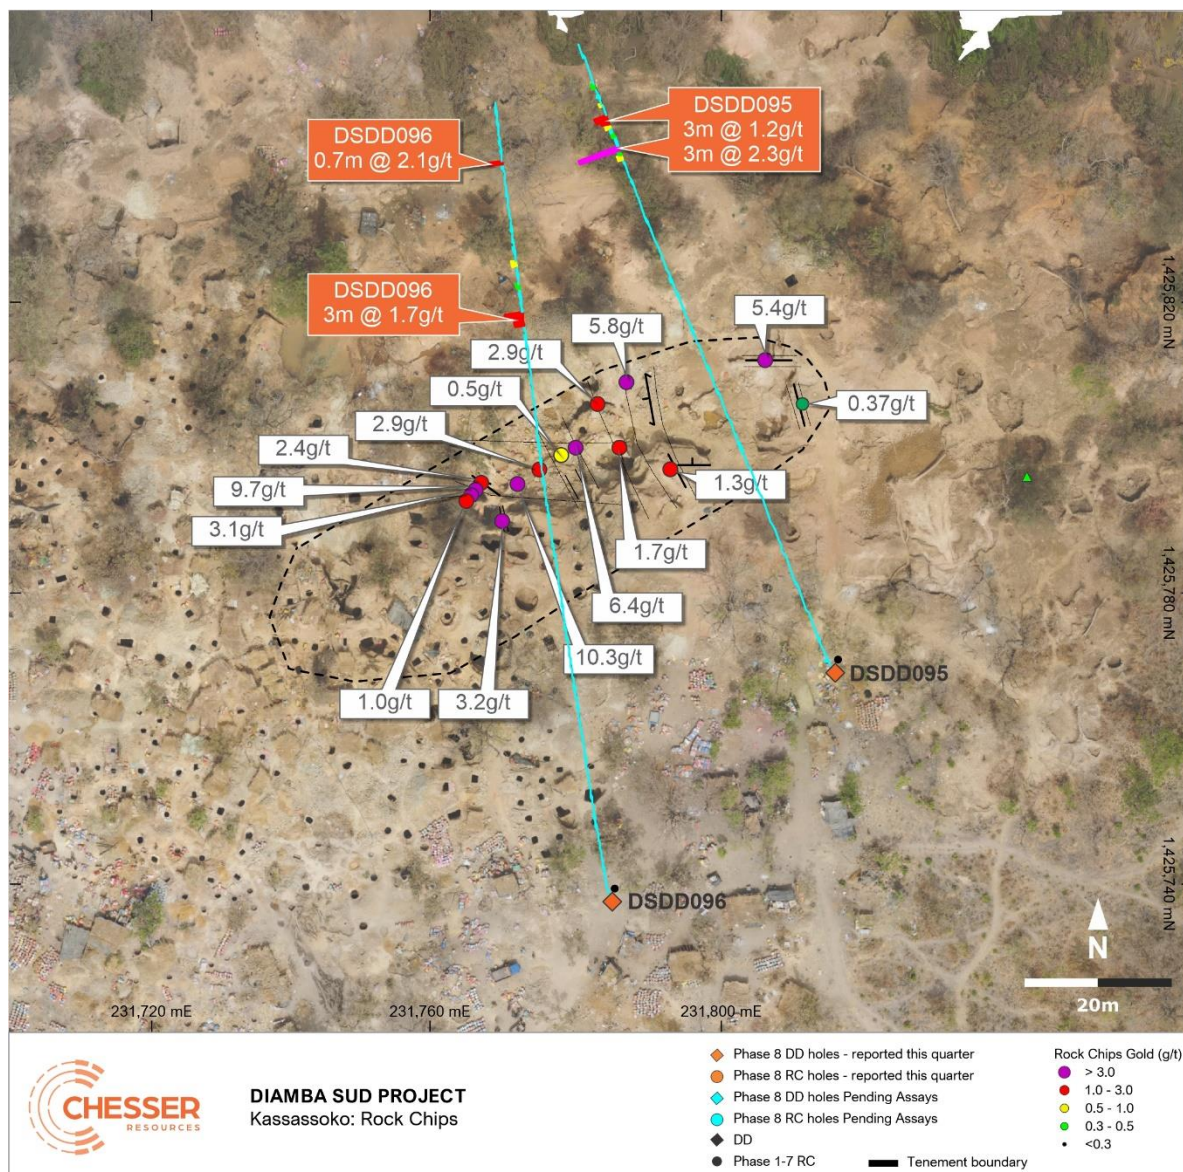 DSDD096
0.7m @ 2.1g/t
DSDD095
3m @ 1.2g/t
3m @ 2.3g/t
DSDD096
3m @ 1.7g/t
5.8g/t
5.4g/t
2.9g/t
0.5g/t
0.37g/t
2.9g/t
2.4g/t
9.7g/t
3.1g/t
1.3g/t
1.7g/t
6.4g/t
10.3g/t
1.0g/t
3.2g/t
DSDD095
DSDD096
1,425,820 mN
1,425,780 mN
1,425,740 mN
N
20m
231,720 mE
231,760 mE
231,800 mE
CHESSER
RESOURCES
DIAMBA SUD PROJECT
Kassassoko: Rock Chips
Phase 8 DD holes - reported this quarter
Phase 8 RC holes - reported this quarter
Phase 8 DD holes Pending Assays
Phase 8 RC holes Pending Assays
DD
Phase 1-7 RC
Tenement boundary
Rock Chips Gold (g/t)
> 3.0
1.0 - 3.0
0.5 - 1.0
0.3 - 0.5
<0.3